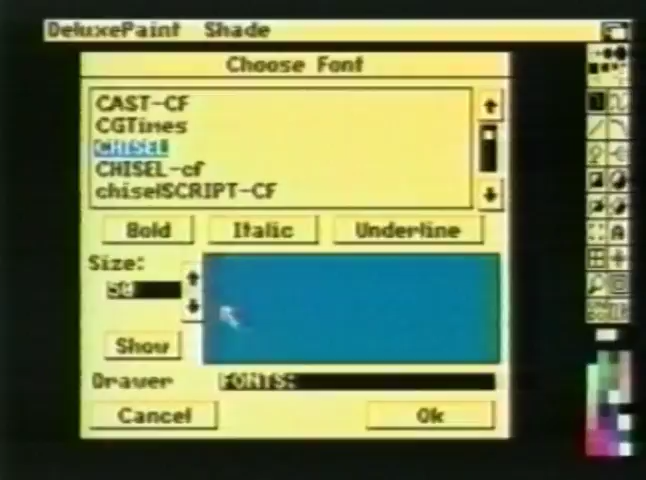 DeluxePaint Shade
Choose Font
CAST-CF
CGTimes
CHISEL
CHISEL-cf
chiselSCRIPT-CF
Bold Italic Underline
Size:
50
Show
Drawer FONTS:
Cancel Ok